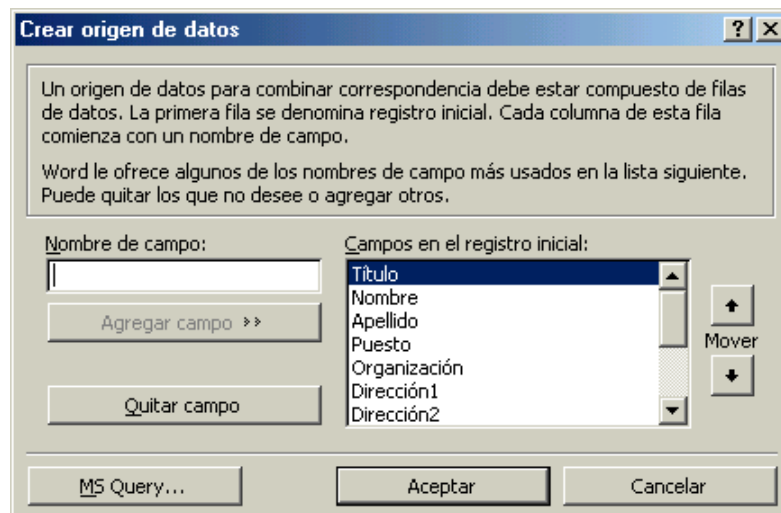 Crear origen de datos
Un origen de datos para combinar correspondencia debe estar compuesto de filas
de datos. La primera fila se denomina registro inicial. Cada columna de esta fila
comienza con un nombre de campo.
Word le ofrece algunos de los nombres de campo más usados en la lista siguiente.
Puede quitar los que no desee o agregar otros.
Nombre de campo:
Agregar campo >>
Quitar campo
Campos en el registro inicial:
Título
Nombre
Apellido
Puesto
Organización
Dirección1
Dirección2
Mover
MS Query...
Aceptar
Cancelar